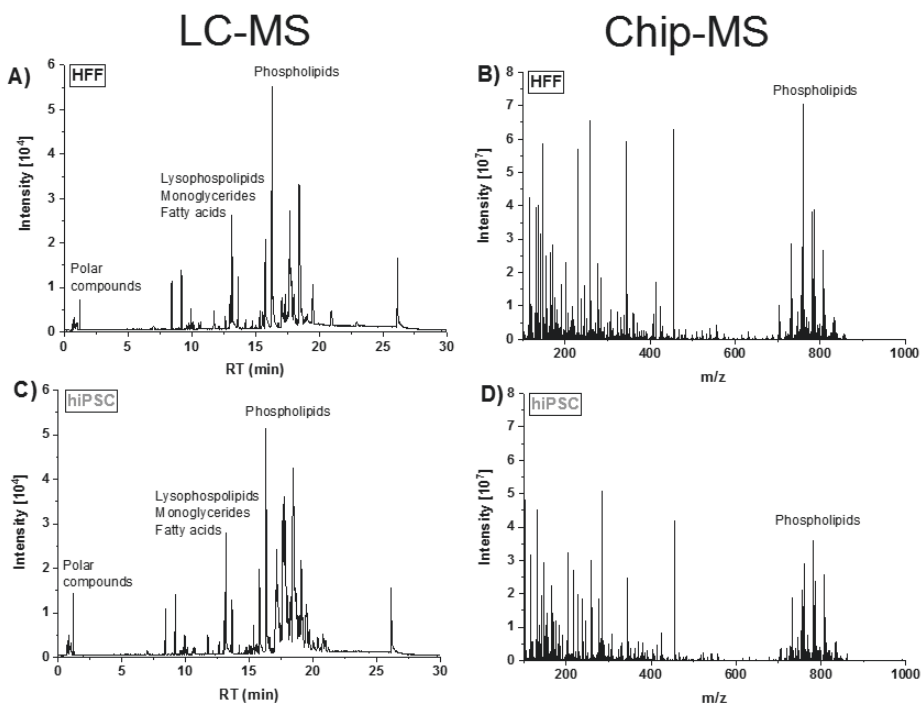 LC-MS
Chip-MS
A)
HFF
Phospholipids
Lysophospolipids
Monoglycerides
Fatty acids
Polar
compounds
Intensity [10⁴]
6
5
4
3
2
1
0
0 5 10 15 20 25 30
RT (min)
B)
HFF
Phospholipids
Intensity [10⁷]
8
7
6
5
4
3
2
1
0
200 400 600 800 1000
m/z
C)
hiPSC
Phospholipids
Lysophospolipids
Monoglycerides
Fatty acids
Polar
compounds
Intensity [10⁴]
6
5
4
3
2
1
0
0 5 10 15 20 25 30
RT (min)
D)
hiPSC
Phospholipids
Intensity [10⁷]
8
7
6
5
4
3
2
1
0
200 400 600 800 1000
m/z